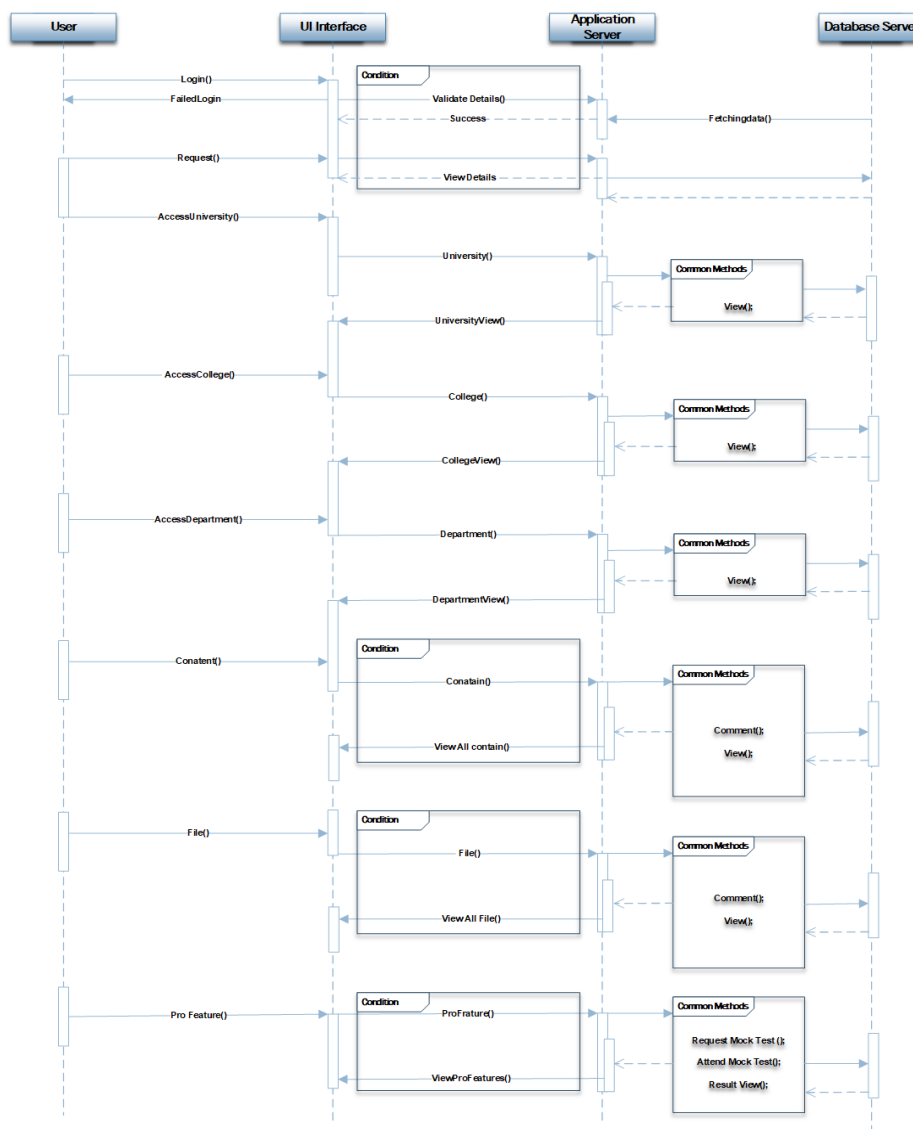 User
UI Interface
Application
Server
Database Server
Login()
Condition
FailedLogin
Validate Details()
Success
Fetchingdata()
Request()
View Details
AccessUniversity()
University()
Common Methods
View();
UniversityView()
AccessCollege()
College()
Common Methods
View();
CollegeView()
AccessDepartment()
Department()
Common Methods
View();
DepartmentView()
Condition
Conatent()
Conatain()
Common Methods
Comment();
View();
View All contain()
Condition
File()
File()
Common Methods
Comment();
View();
View All File()
Condition
Pro Feature()
ProFrature()
Common Methods
Request Mock Test ();
Attend Mock Test();
Result View();
ViewProFeatures()